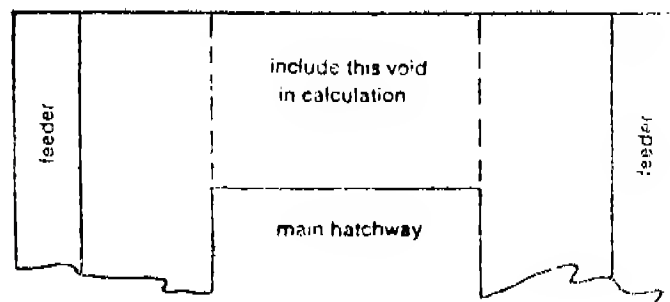 include this void
in calculation
feeder
feeder
main hatchway